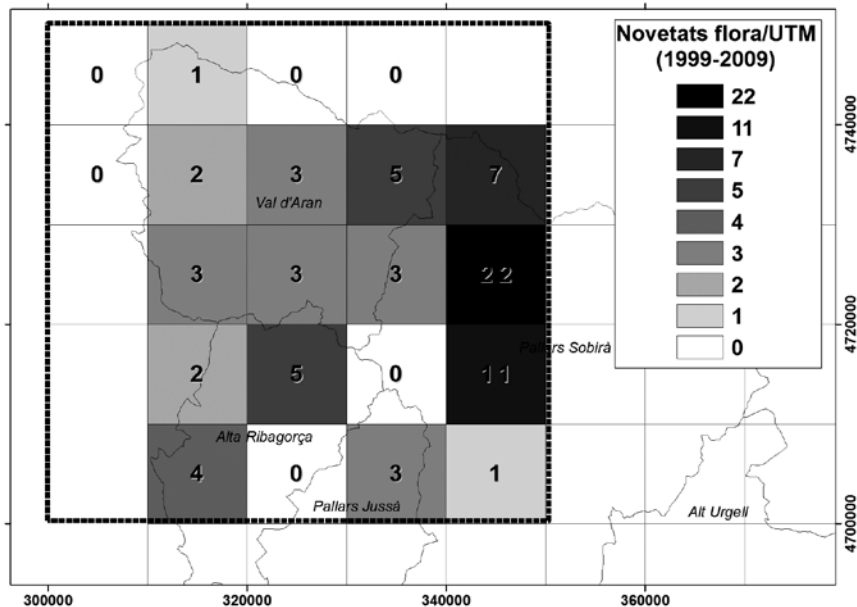 Novetats flora/UTM
(1999-2009)
22
11
7
5
4
3
2
1
0
0 1 0 0
0 2 3 5 7
Val d'Aran
3 3 3 22
2 5 0 11
Pallars Sobirà
Alta Ribagorça
4 0 3 1
Pallars Jussà
Alt Urgell
4740000
4720000
4700000
300000 320000 340000 360000